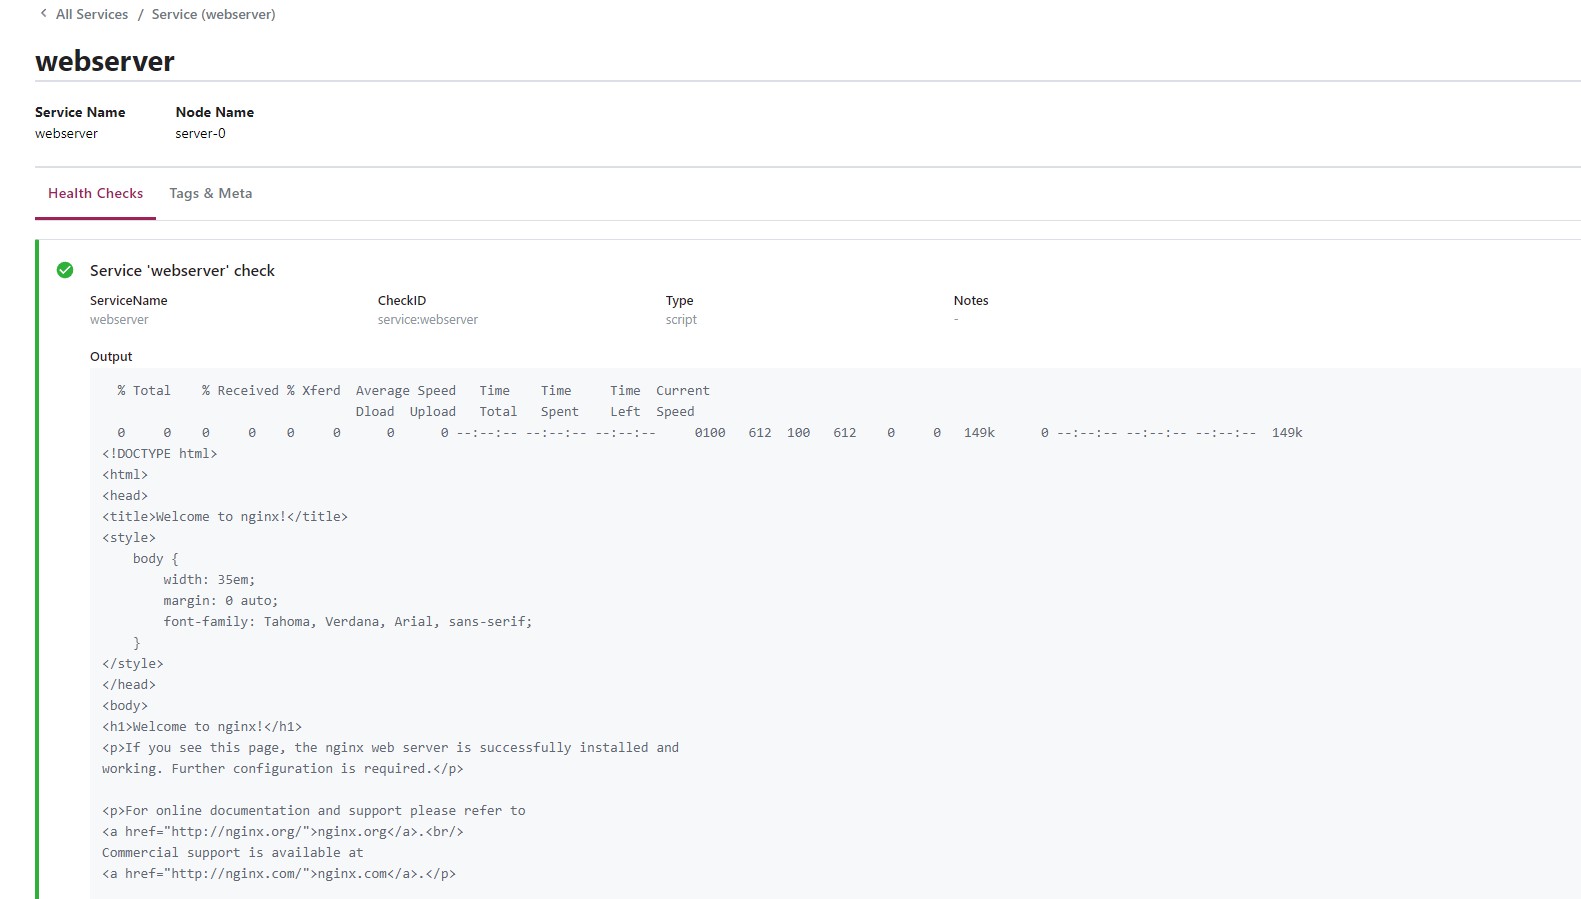 All Services / Service (webserver)
webserver
Service Name Node Name
webserver server-0
Health Checks Tags & Meta
Service 'webserver' check
ServiceName CheckID Type Notes
webserver service:webserver script -
Output
% Total % Received % Xferd Average Speed Time Time Time Current
Dload Upload Total Spent Left Speed
0 0 0 0 0 0 0 0 --:--:-- --:--:-- --:--:-- 0100 612 100 612 0 0 149k 0 --:--:-- --:--:-- --:--:-- 149k
<!DOCTYPE html>
<html>
<head>
<title>Welcome to nginx!</title>
<style>
body {
width: 35em;
margin: 0 auto;
font-family: Tahoma, Verdana, Arial, sans-serif;
}
</style>
</head>
<body>
<h1>Welcome to nginx!</h1>
<p>If you see this page, the nginx web server is successfully installed and
working. Further configuration is required.</p>
<p>For online documentation and support please refer to
<a href="http://nginx.org/">nginx.org</a>.<br/>
Commercial support is available at
<a href="http://nginx.com/">nginx.com</a>.</p>